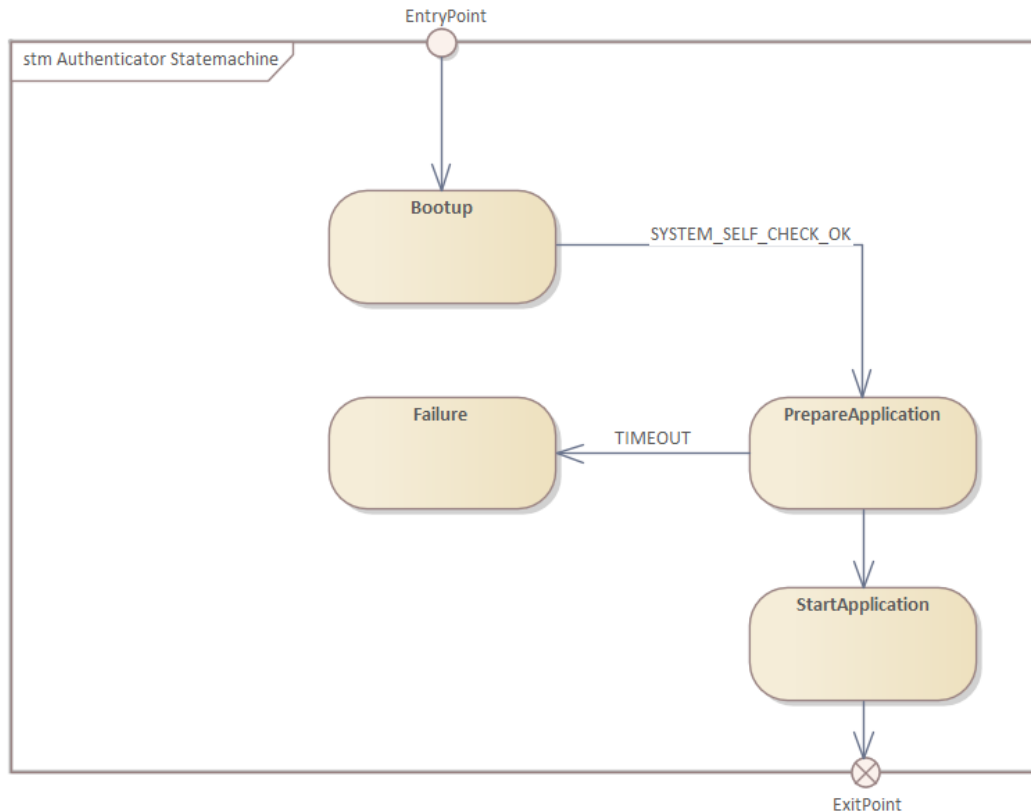 EntryPoint
stm Authenticator Statemachine
Bootup
SYSTEM_SELF_CHECK_OK
Failure
TIMEOUT
PrepareApplication
StartApplication
ExitPoint